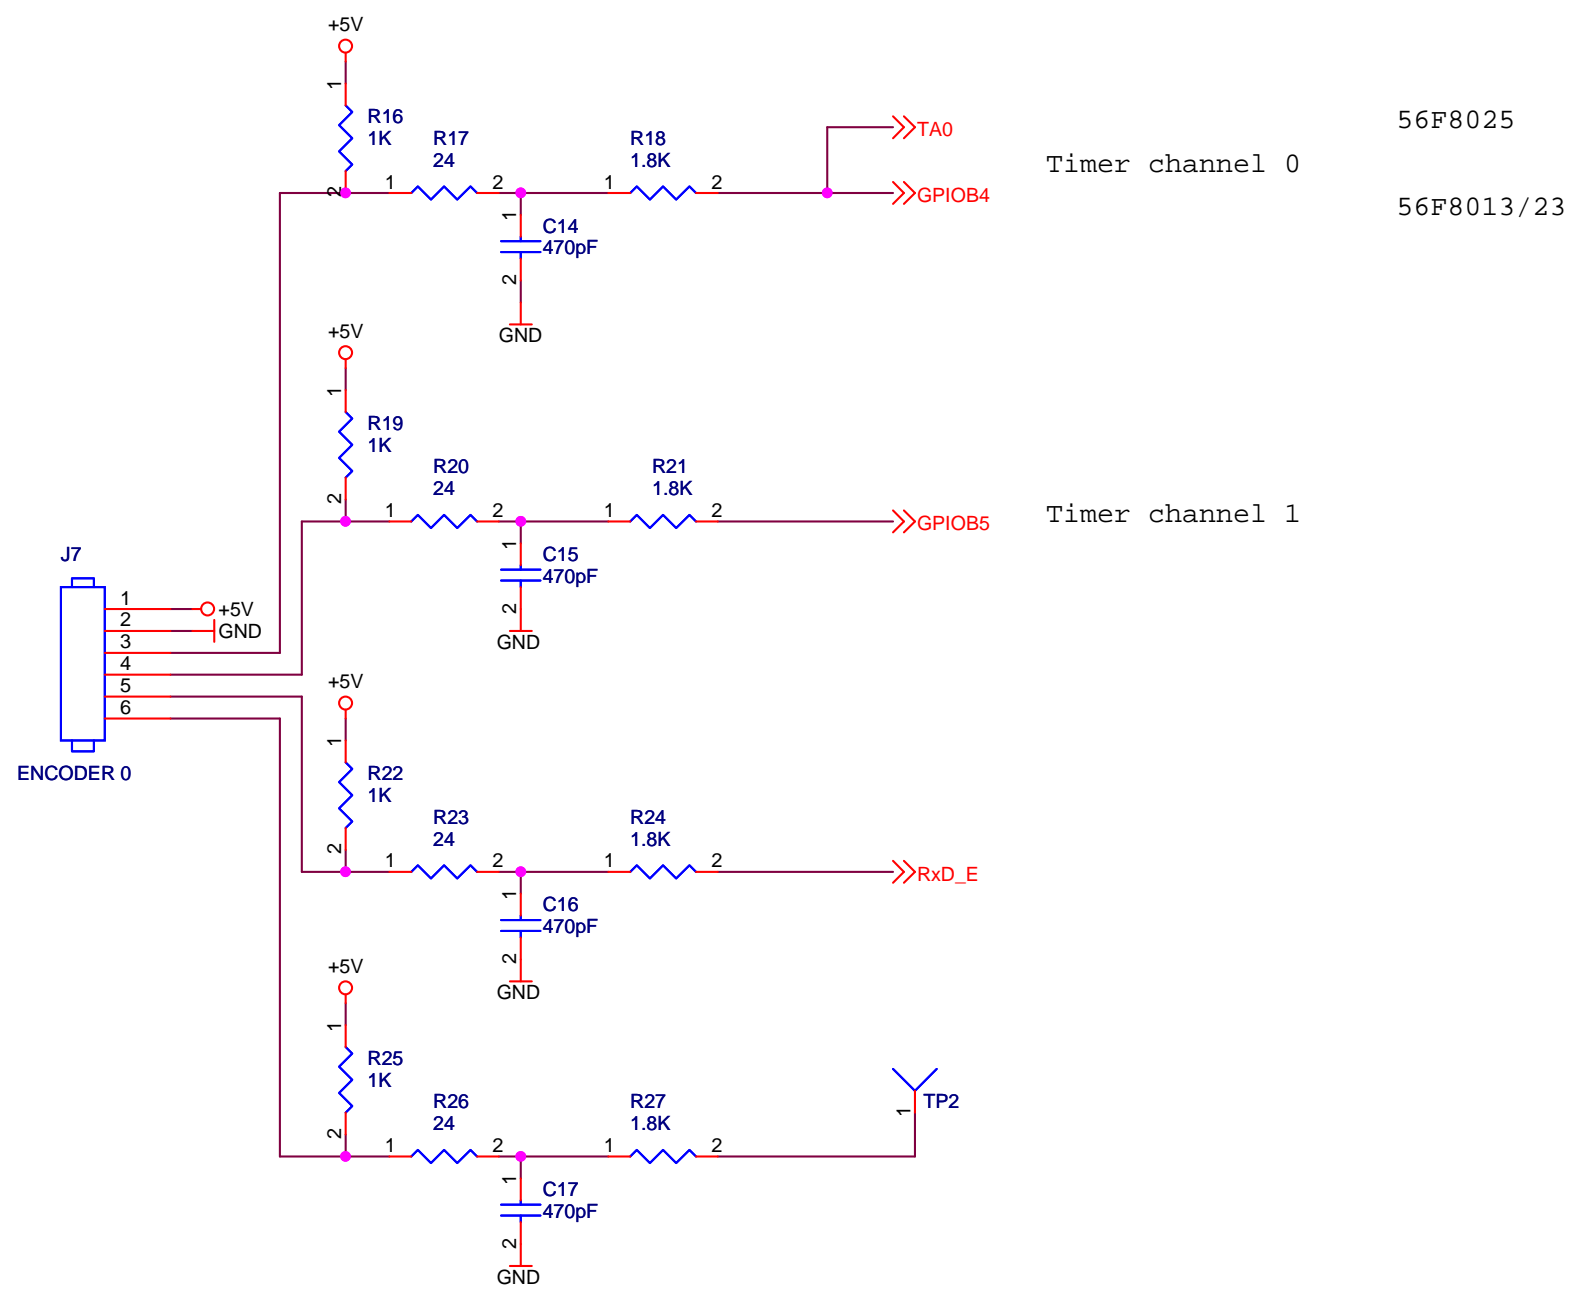 +5V
1
R16
1K
2
R17
24
1
2
R18
1.8K
1
2
TA0
GPIOB4
Timer channel 0
56F8025
56F8013/23
1
C14
470pF
2
GND
+5V
1
R19
1K
2
R20
24
1
2
R21
1.8K
1
2
GPIOB5
Timer channel 1
1
C15
470pF
2
GND
J7
1
+5V
2
GND
3
4
5
6
ENCODER 0
+5V
1
R22
1K
2
R23
24
1
2
R24
1.8K
1
2
RxD_E
1
C16
470pF
2
GND
+5V
1
R25
1K
2
R26
24
1
2
R27
1.8K
1
2
TP2
1
1
C17
470pF
2
GND